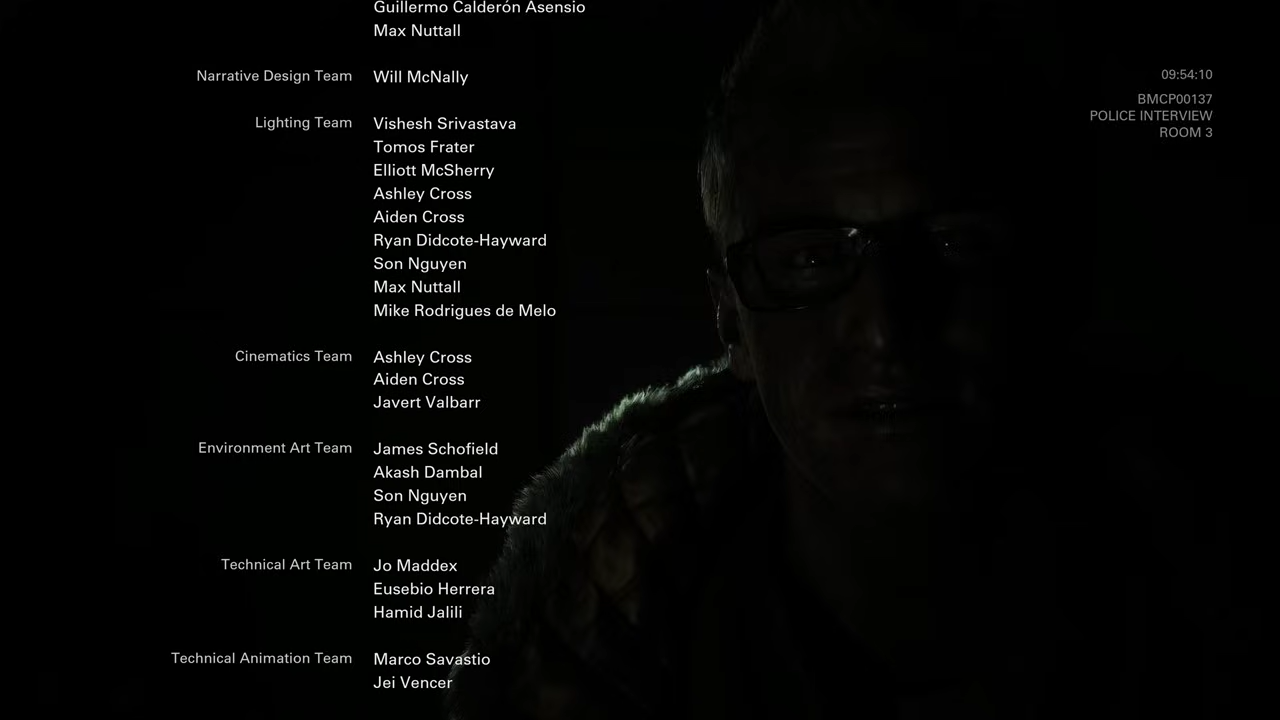 Guillermo Calderón Asensio
Max Nuttall
Narrative Design Team Will McNally
Lighting Team Vishesh Srivastava
Tomos Frater
Elliott McSherry
Ashley Cross
Aiden Cross
Ryan Didcote-Hayward
Son Nguyen
Max Nuttall
Mike Rodrigues de Melo
Cinematics Team Ashley Cross
Aiden Cross
Javert Valbarr
Environment Art Team James Schofield
Akash Dambal
Son Nguyen
Ryan Didcote-Hayward
Technical Art Team Jo Maddex
Eusebio Herrera
Hamid Jalili
Technical Animation Team Marco Savastio
Jei Vencer
09:54:10
BMCP00137
POLICE INTERVIEW
ROOM 3